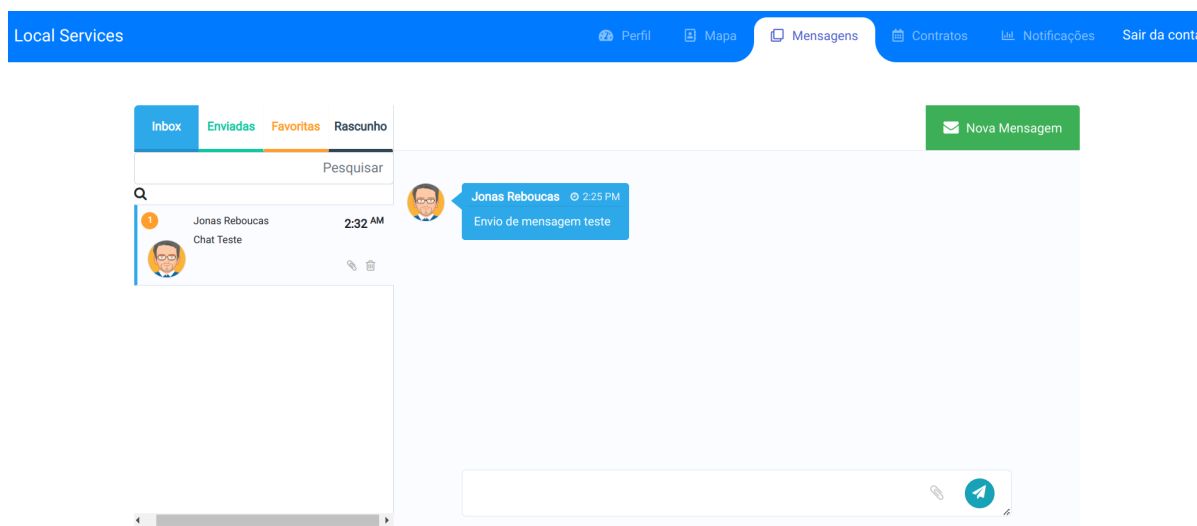 Local Services Perfil Mapa Mensagens Contratos Notificações Sair da conta
Inbox Enviadas Favoritas Rascunho Nova Mensagem
Pesquisar
Jonas Reboucas 2:25 PM
Envio de mensagem teste
1 Jonas Reboucas 2:32 AM
Chat Teste